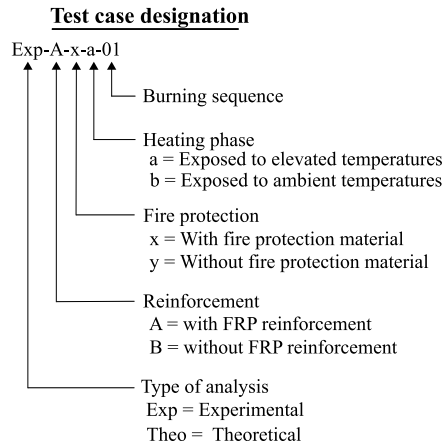 Test case designation
Exp-A-x-a-01
Burning sequence
Heating phase
a = Exposed to elevated temperatures
b = Exposed to ambient temperatures
Fire protection
x = With fire protection material
y = Without fire protection material
Reinforcement
A = with FRP reinforcement
B = without FRP reinforcement
Type of analysis
Exp = Experimental
Theo = Theoretical